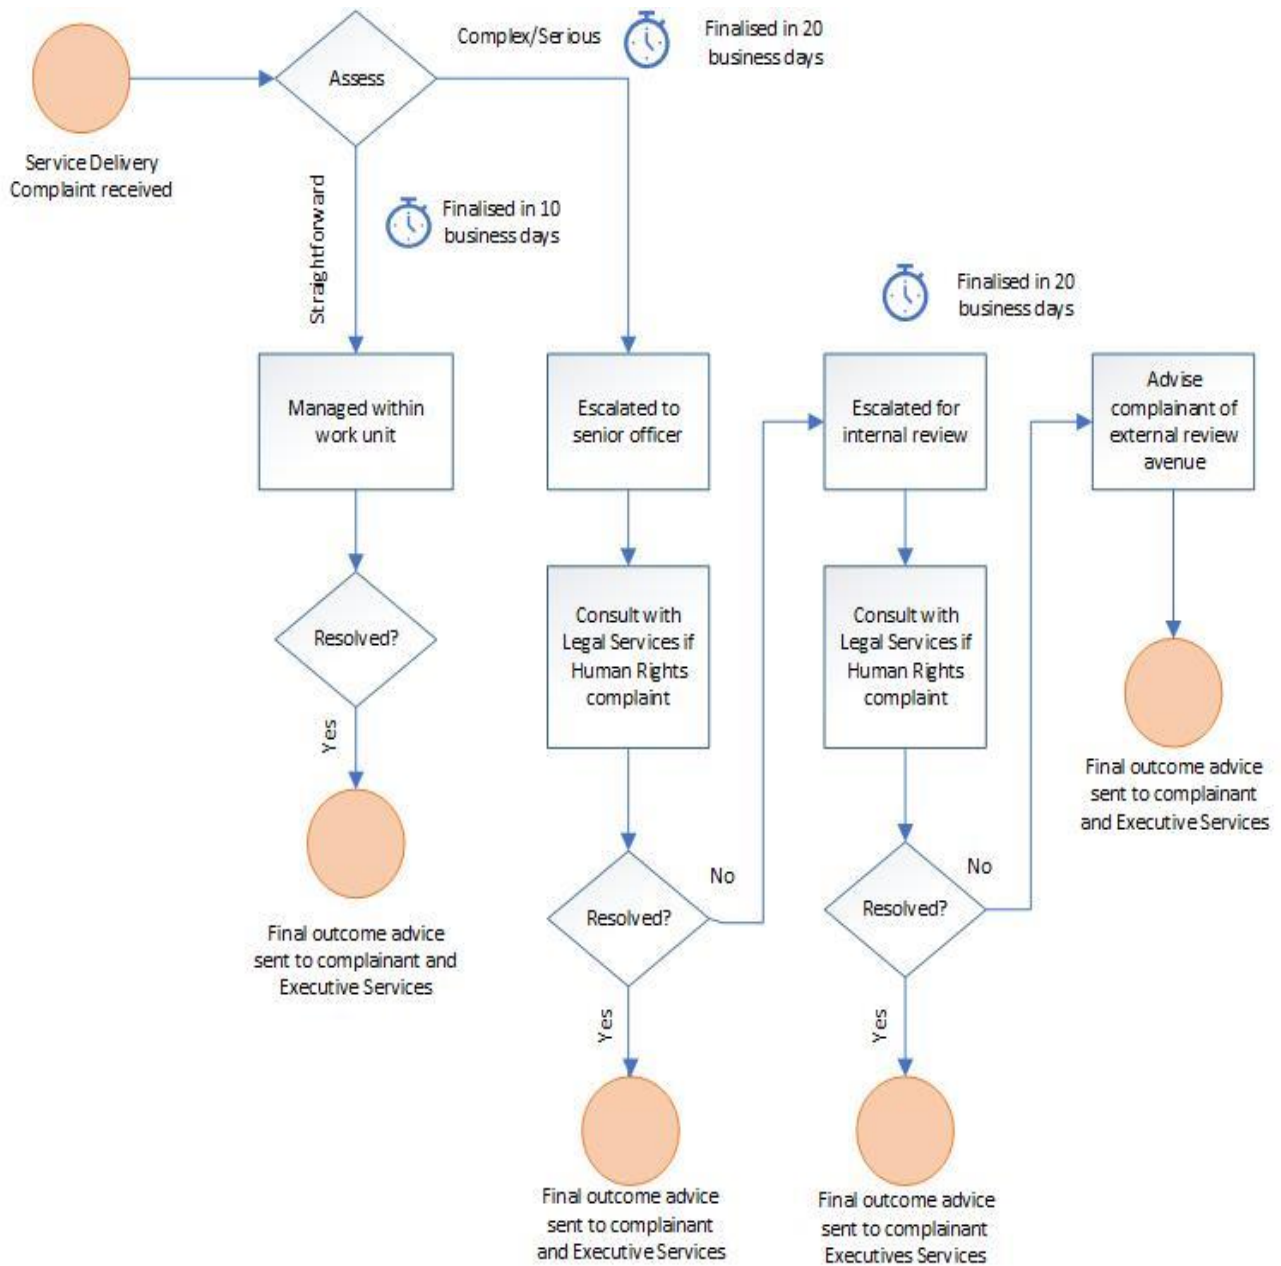 Service Delivery
Complaint received
Assess
Complex/Serious
Finalised in 20
business days
Straightforward
Finalised in 10
business days
Managed within
work unit
Resolved?
Yes
Final outcome advice
sent to complainant and
Executive Services
Escalated to
senior officer
Consult with
Legal Services if
Human Rights
complaint
Resolved?
No
Yes
Final outcome advice
sent to complainant
and Executive Services
Finalised in 20
business days
Escalated for
internal review
Consult with
Legal Services if
Human Rights
complaint
Resolved?
No
Yes
Final outcome advice
sent to complainant
Executives Services
Advise
complainant of
external review
avenue
Final outcome advice
sent to complainant
and Executive Services